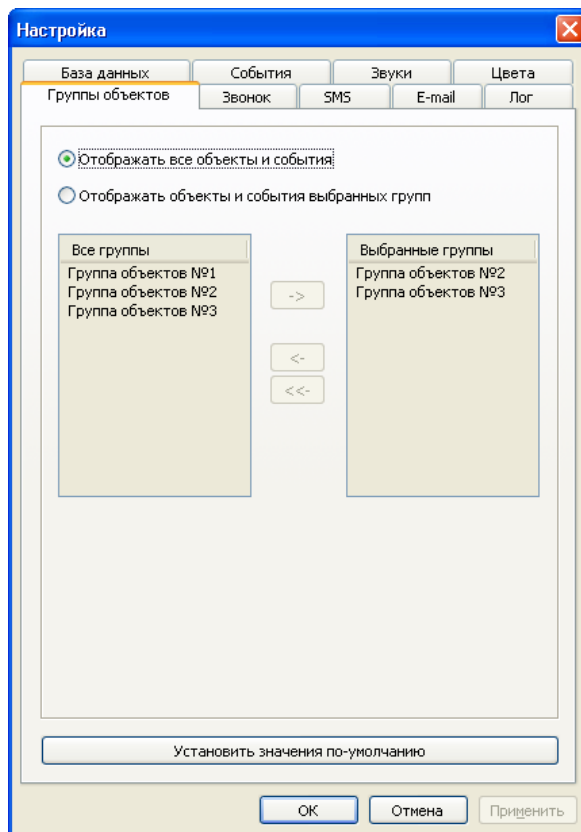 Настройка
База данных События Звуки Цвета
Группы объектов Звонок SMS E-mail Лог
Отображать все объекты и события
Отображать объекты и события выбранных групп
Все группы
Группа объектов №1
Группа объектов №2
Группа объектов №3
->
<-
<<-
Выбранные группы
Группа объектов №2
Группа объектов №3
Установить значения по-умолчанию
ОК Отмена Применить